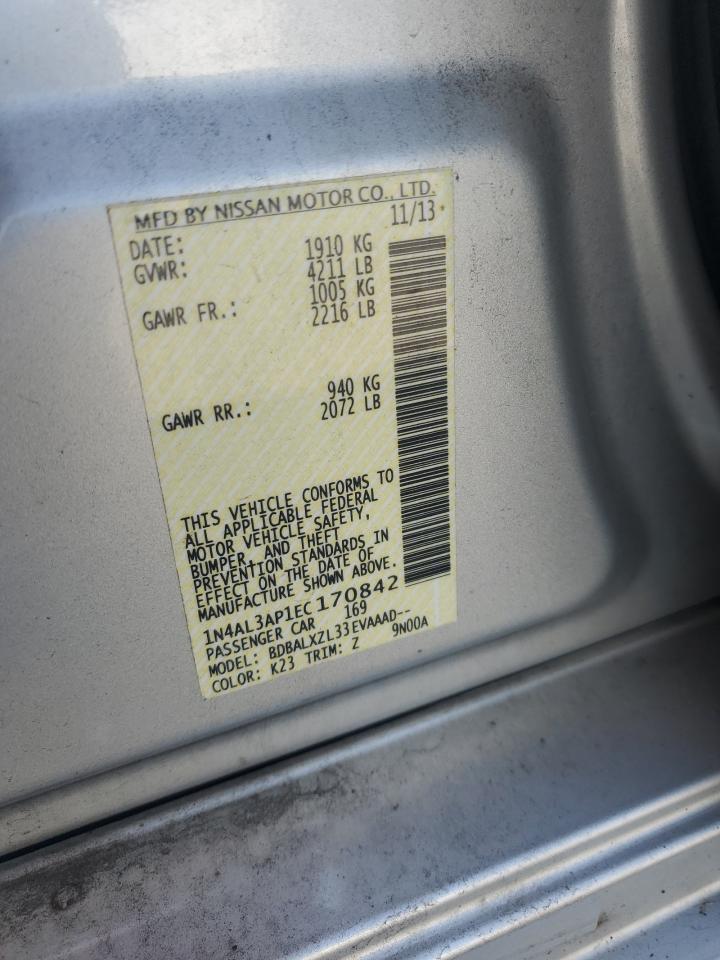 MFD BY NISSAN MOTOR CO., LTD.
DATE: 11/13
GVWR: 1910 KG
4211 LB
GAWR FR.: 1005 KG
2216 LB
GAWR RR.: 940 KG
2072 LB
THIS VEHICLE CONFORMS TO
ALL APPLICABLE FEDERAL
MOTOR VEHICLE SAFETY,
BUMPER, AND THEFT
PREVENTION STANDARDS IN
EFFECT ON THE DATE OF
MANUFACTURE SHOWN ABOVE.
1N4AL3AP1EC170842
PASSENGER CAR 169
MODEL: BDBALXZL33EVAAAD--
COLOR: K23 TRIM: Z 9N00A